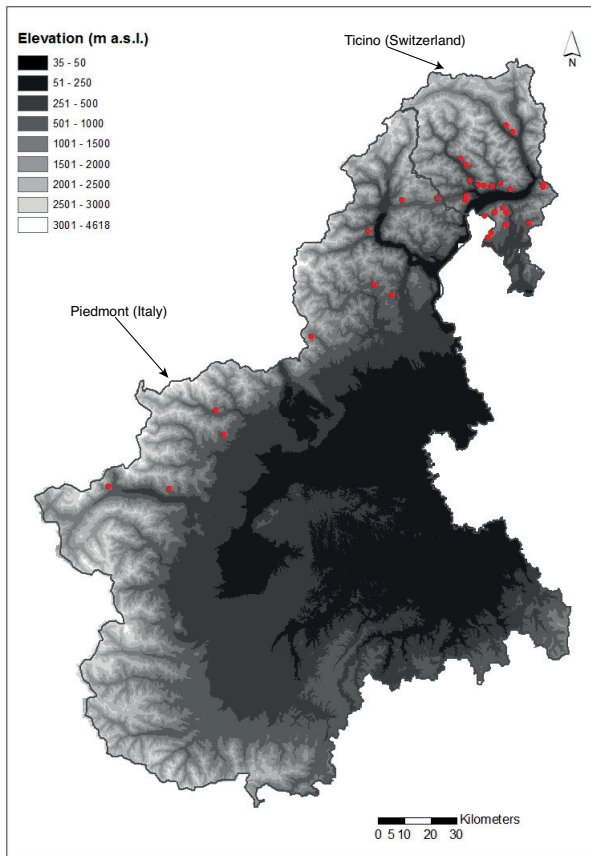 Elevation (m a.s.l.)
35 - 50
51 - 250
251 - 500
501 - 1000
1001 - 1500
1501 - 2000
2001 - 2500
2501 - 3000
3001 - 4618
Ticino (Switzerland)
N
Piedmont (Italy)
Kilometers
0 5 10 20 30